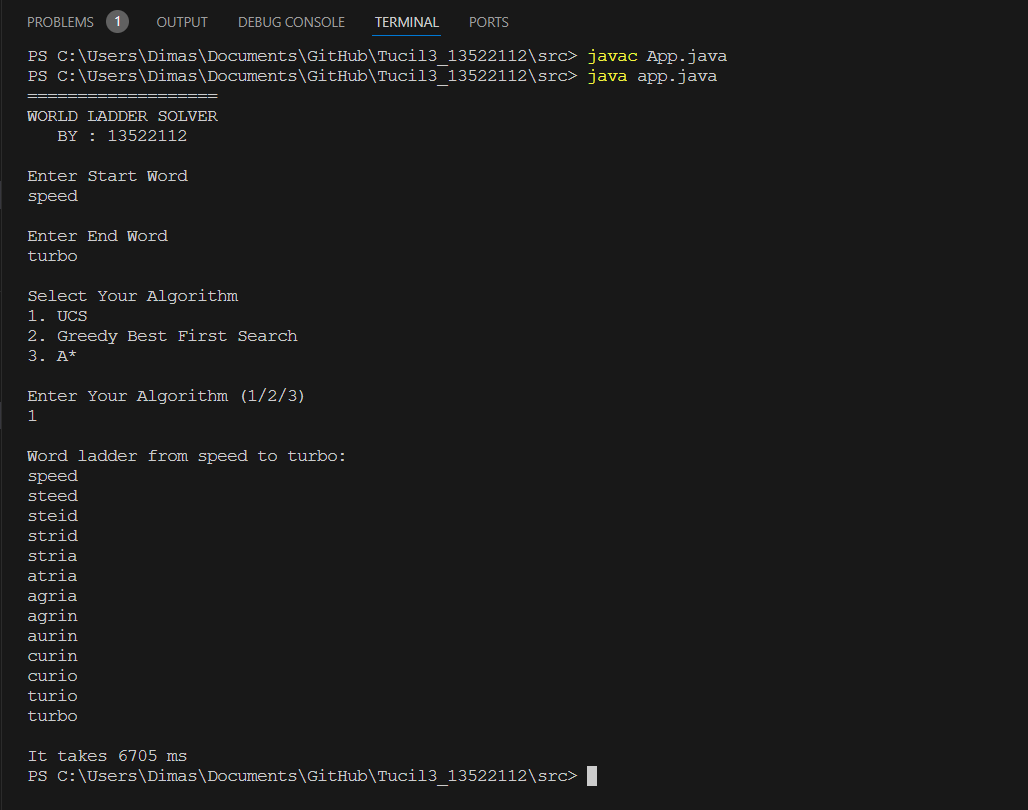 PROBLEMS 1 OUTPUT DEBUG CONSOLE TERMINAL PORTS
PS C:\Users\Dimas\Documents\GitHub\Tucil3_13522112\src> javac App.java
PS C:\Users\Dimas\Documents\GitHub\Tucil3_13522112\src> java app.java
===================
WORLD LADDER SOLVER
   BY : 13522112
Enter Start Word
speed
Enter End Word
turbo
Select Your Algorithm
1. UCS
2. Greedy Best First Search
3. A*
Enter Your Algorithm (1/2/3)
1
Word ladder from speed to turbo:
speed
steed
steid
strid
stria
atria
agria
agrin
aurin
curin
curio
turio
turbo
It takes 6705 ms
PS C:\Users\Dimas\Documents\GitHub\Tucil3_13522112\src>